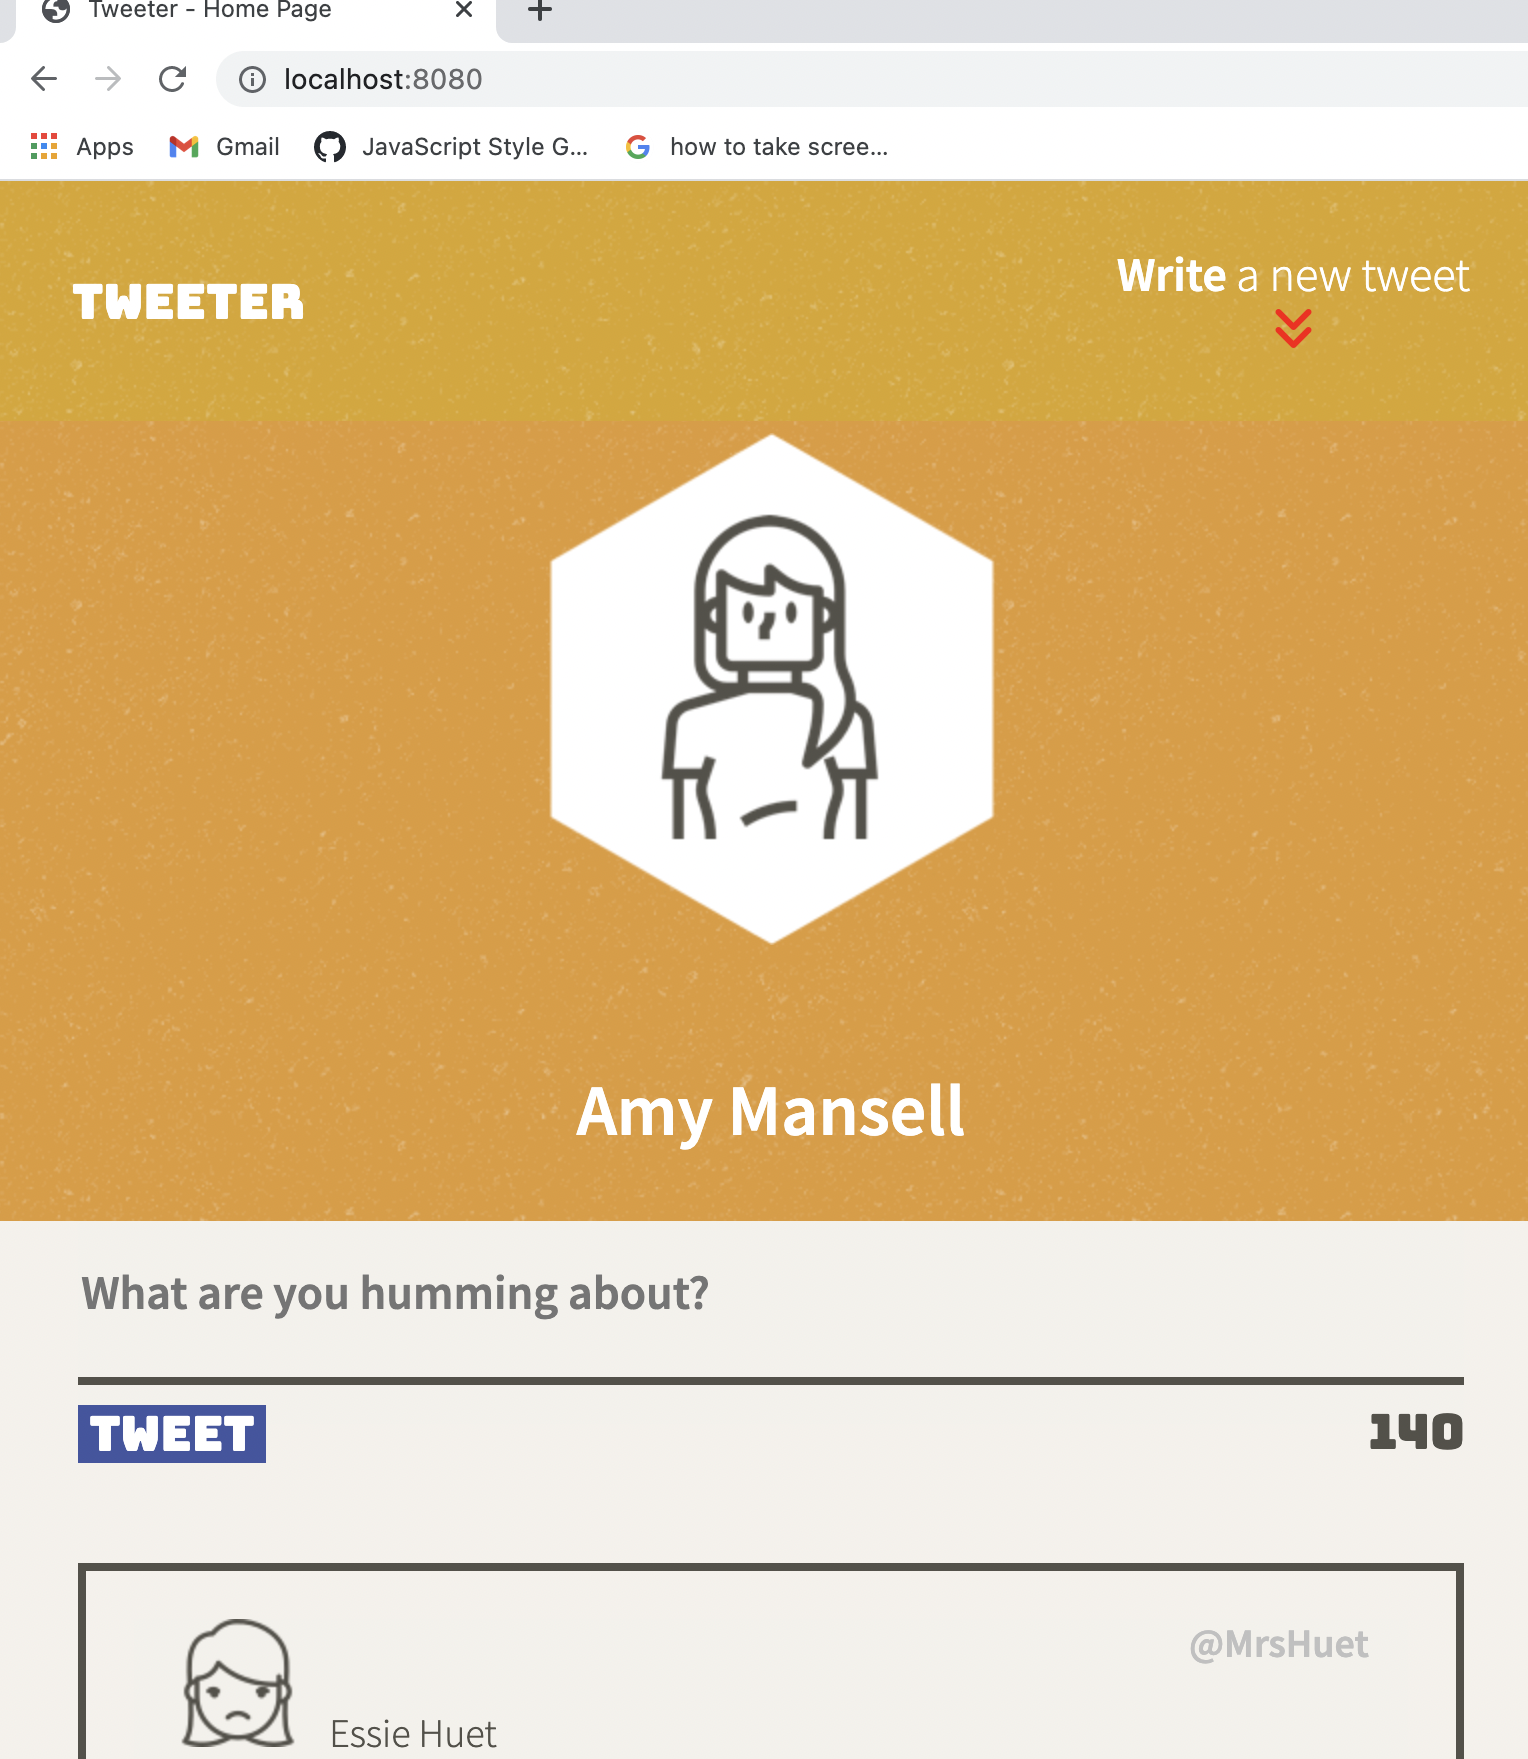 Tweeter - Home Page
localhost:8080
Apps Gmail JavaScript Style G... how to take scree...
TWEETER
Write a new tweet
Amy Mansell
What are you humming about?
TWEET
140
@MrsHuet
Essie Huet